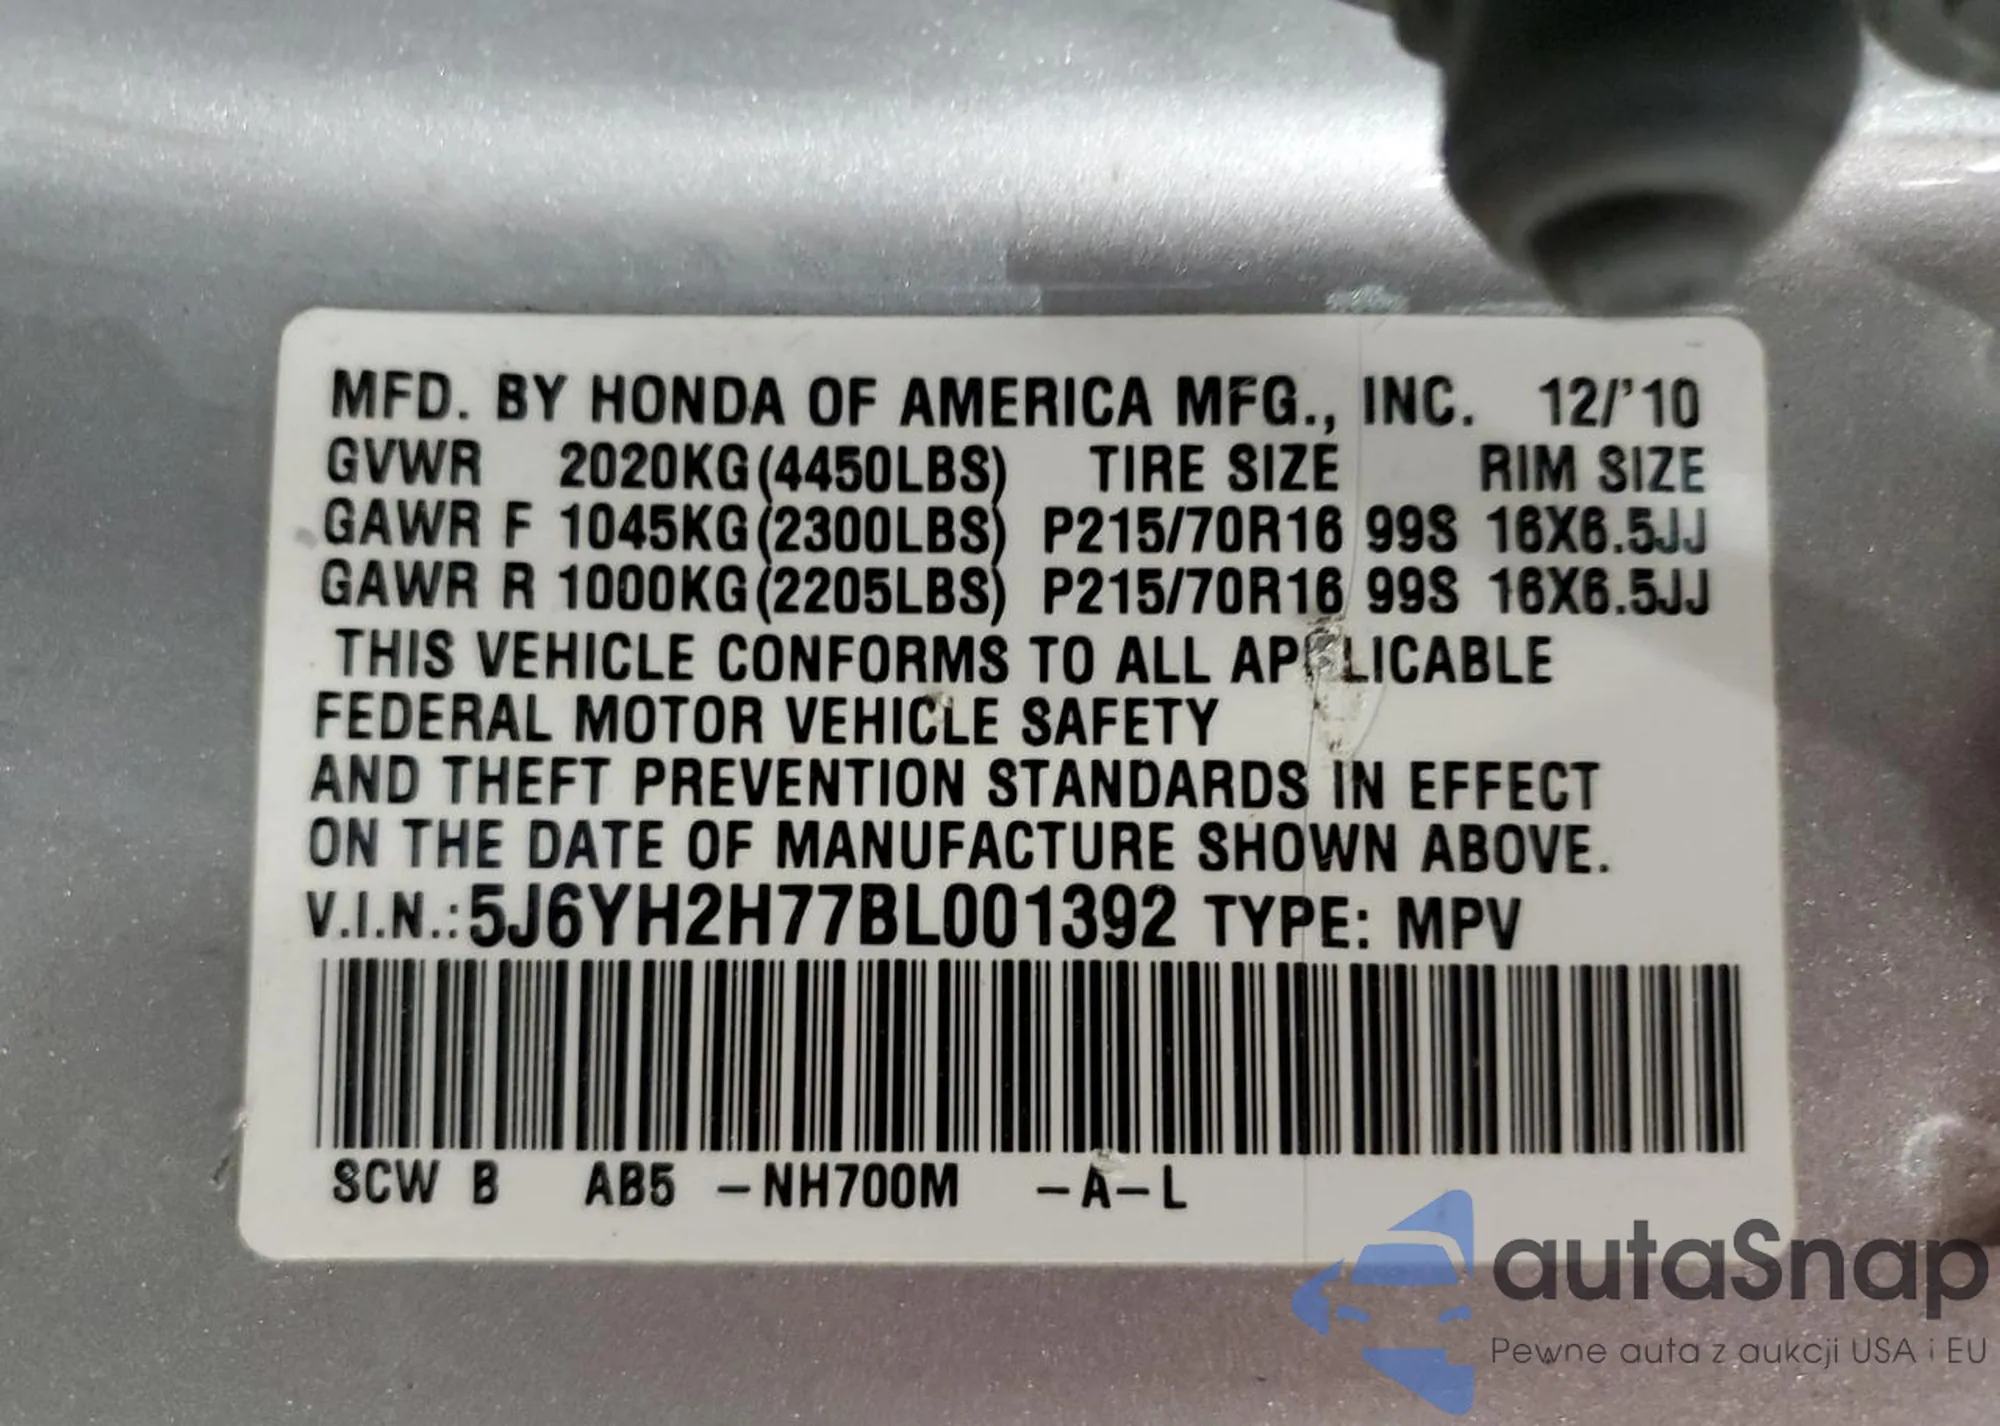 MFD. BY HONDA OF AMERICA MFG., INC. 12/'10
GVWR 2020KG(4450LBS) TIRE SIZE RIM SIZE
GAWR F 1045KG(2300LBS) P215/70R16 99S 16X6.5JJ
GAWR R 1000KG(2205LBS) P215/70R16 99S 16X6.5JJ
THIS VEHICLE CONFORMS TO ALL APPLICABLE
FEDERAL MOTOR VEHICLE SAFETY
AND THEFT PREVENTION STANDARDS IN EFFECT
ON THE DATE OF MANUFACTURE SHOWN ABOVE.
V.I.N.: 5J6YH2H77BL001392 TYPE: MPV
SCW B AB5 -NH700M -A-L
autaSnap
Pewne auta z aukcji USA i EU